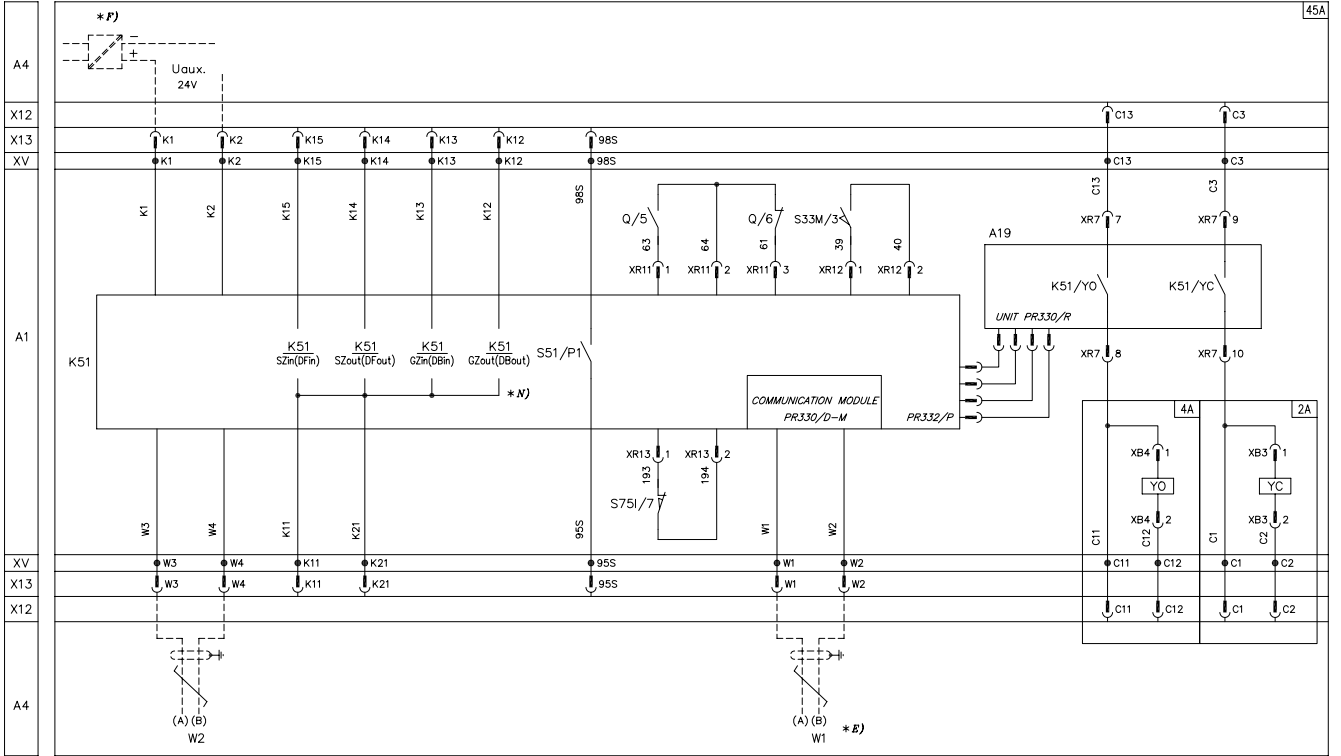 *F)
45A
A4
−
+
Uaux.
24V
X12
C13
C3
X13
K1
K2
K15
K14
K13
K12
98S
XV
K1
K2
K15
K14
K13
K12
98S
C13
C3
A1
K1
K2
K15
K14
K13
K12
98S
C13
C3
Q/5
Q/6
S33M/3
63
64
61
39
40
XR11 1
XR11 2
XR11 3
XR12 1
XR12 2
XR7 7
XR7 9
A19
K51/YO
K51/YC
UNIT PR330/R
K51
K51
SZin(DFin)
K51
SZout(DFout)
K51
GZin(DBin)
K51
GZout(DBout)
S51/P1
*N)
COMMUNICATION MODULE
PR330/D-M
PR332/P
XR7 8
XR7 10
4A
2A
XR13 1
XR13 2
193
194
S75I/7
XB4 1
XB3 1
YO
YC
XB4 2
XB3 2
W3
W4
K11
K21
95S
W1
W2
C11
C12
C1
C2
XV
W3
W4
K11
K21
95S
W1
W2
C11
C12
C1
C2
X13
W3
W4
K11
K21
95S
W1
W2
X12
C11
C12
C1
C2
A4
(A) (B)
W2
(A) (B)
W1
*E)